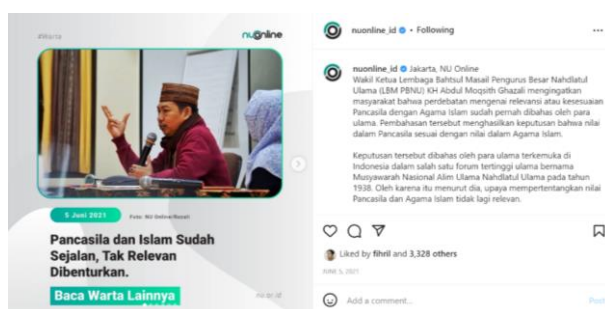 #Warta
nuonline
5 Juni 2021
Foto: NU Online/Rozali
Pancasila dan Islam Sudah
Sejalan, Tak Relevan
Dibenturkan.
Baca Warta Lainnya
nu.or.id
nuonline_id • Following
nuonline_id Jakarta, NU Online
Wakil Ketua Lembaga Bahtsul Masail Pengurus Besar Nahdlatul
Ulama (LBM PBNU) KH Abdul Moqsith Ghazali mengingatkan
masyarakat bahwa perdebatan mengenai relevansi atau kesesuaian
Pancasila dengan Agama Islam sudah pernah dibahas oleh para
ulama. Pembahasan tersebut menghasilkan keputusan bahwa nilai
dalam Pancasila sesuai dengan nilai dalam Agama Islam.
Keputusan tersebut dibahas oleh para ulama terkemuka di
Indonesia dalam salah satu forum tertinggi ulama bernama
Musyawarah Nasional Alim Ulama Nahdlatul Ulama pada tahun
1938. Oleh karena itu menurut dia, upaya mempertentangkan nilai
Pancasila dan Agama Islam tidak lagi relevan.
Liked by fihril and 3,328 others
JUNE 5, 2021
Add a comment...
Post